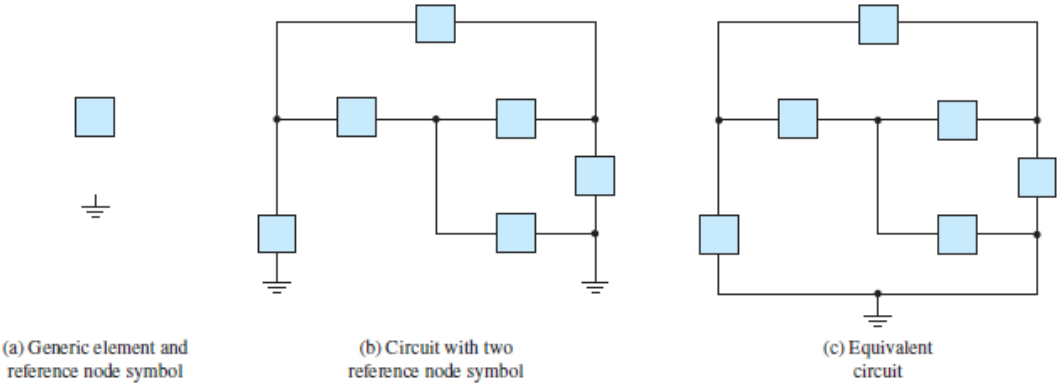 (a) Generic element and
reference node symbol
(b) Circuit with two
reference node symbol
(c) Equivalent
circuit